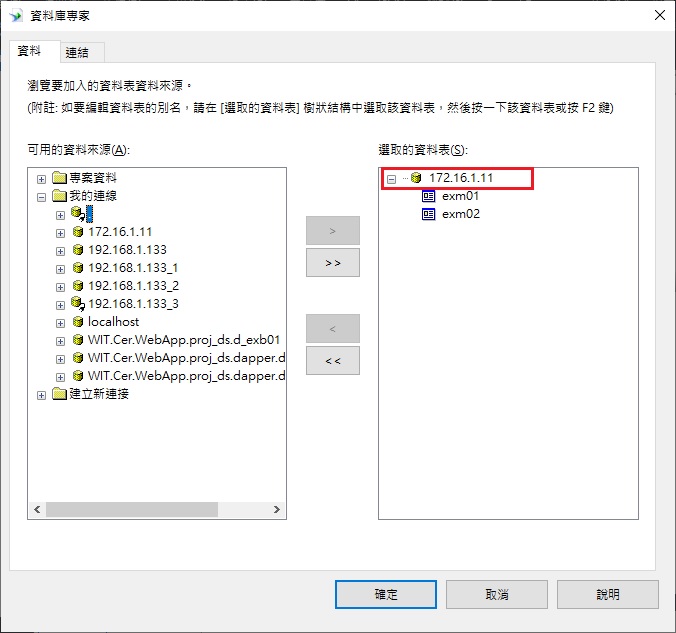 資料庫專家
資料
連結
瀏覽要加入的資料表資料來源。
(附註: 如要編輯資料表的別名，請在 [選取的資料表] 樹狀結構中選取該資料表，然後按一下該資料表或按 F2 鍵)
可用的資料來源(A):
專案資料
我的連線
172.16.1.11
192.168.1.133
192.168.1.133_1
192.168.1.133_2
192.168.1.133_3
localhost
WIT.Cer.WebApp.proj_ds.d_exb01
WIT.Cer.WebApp.proj_ds.dapper.d
WIT.Cer.WebApp.proj_ds.dapper.d
建立新連接
>
>>
<
<<
選取的資料表(S):
172.16.1.11
exm01
exm02
確定
取消
說明